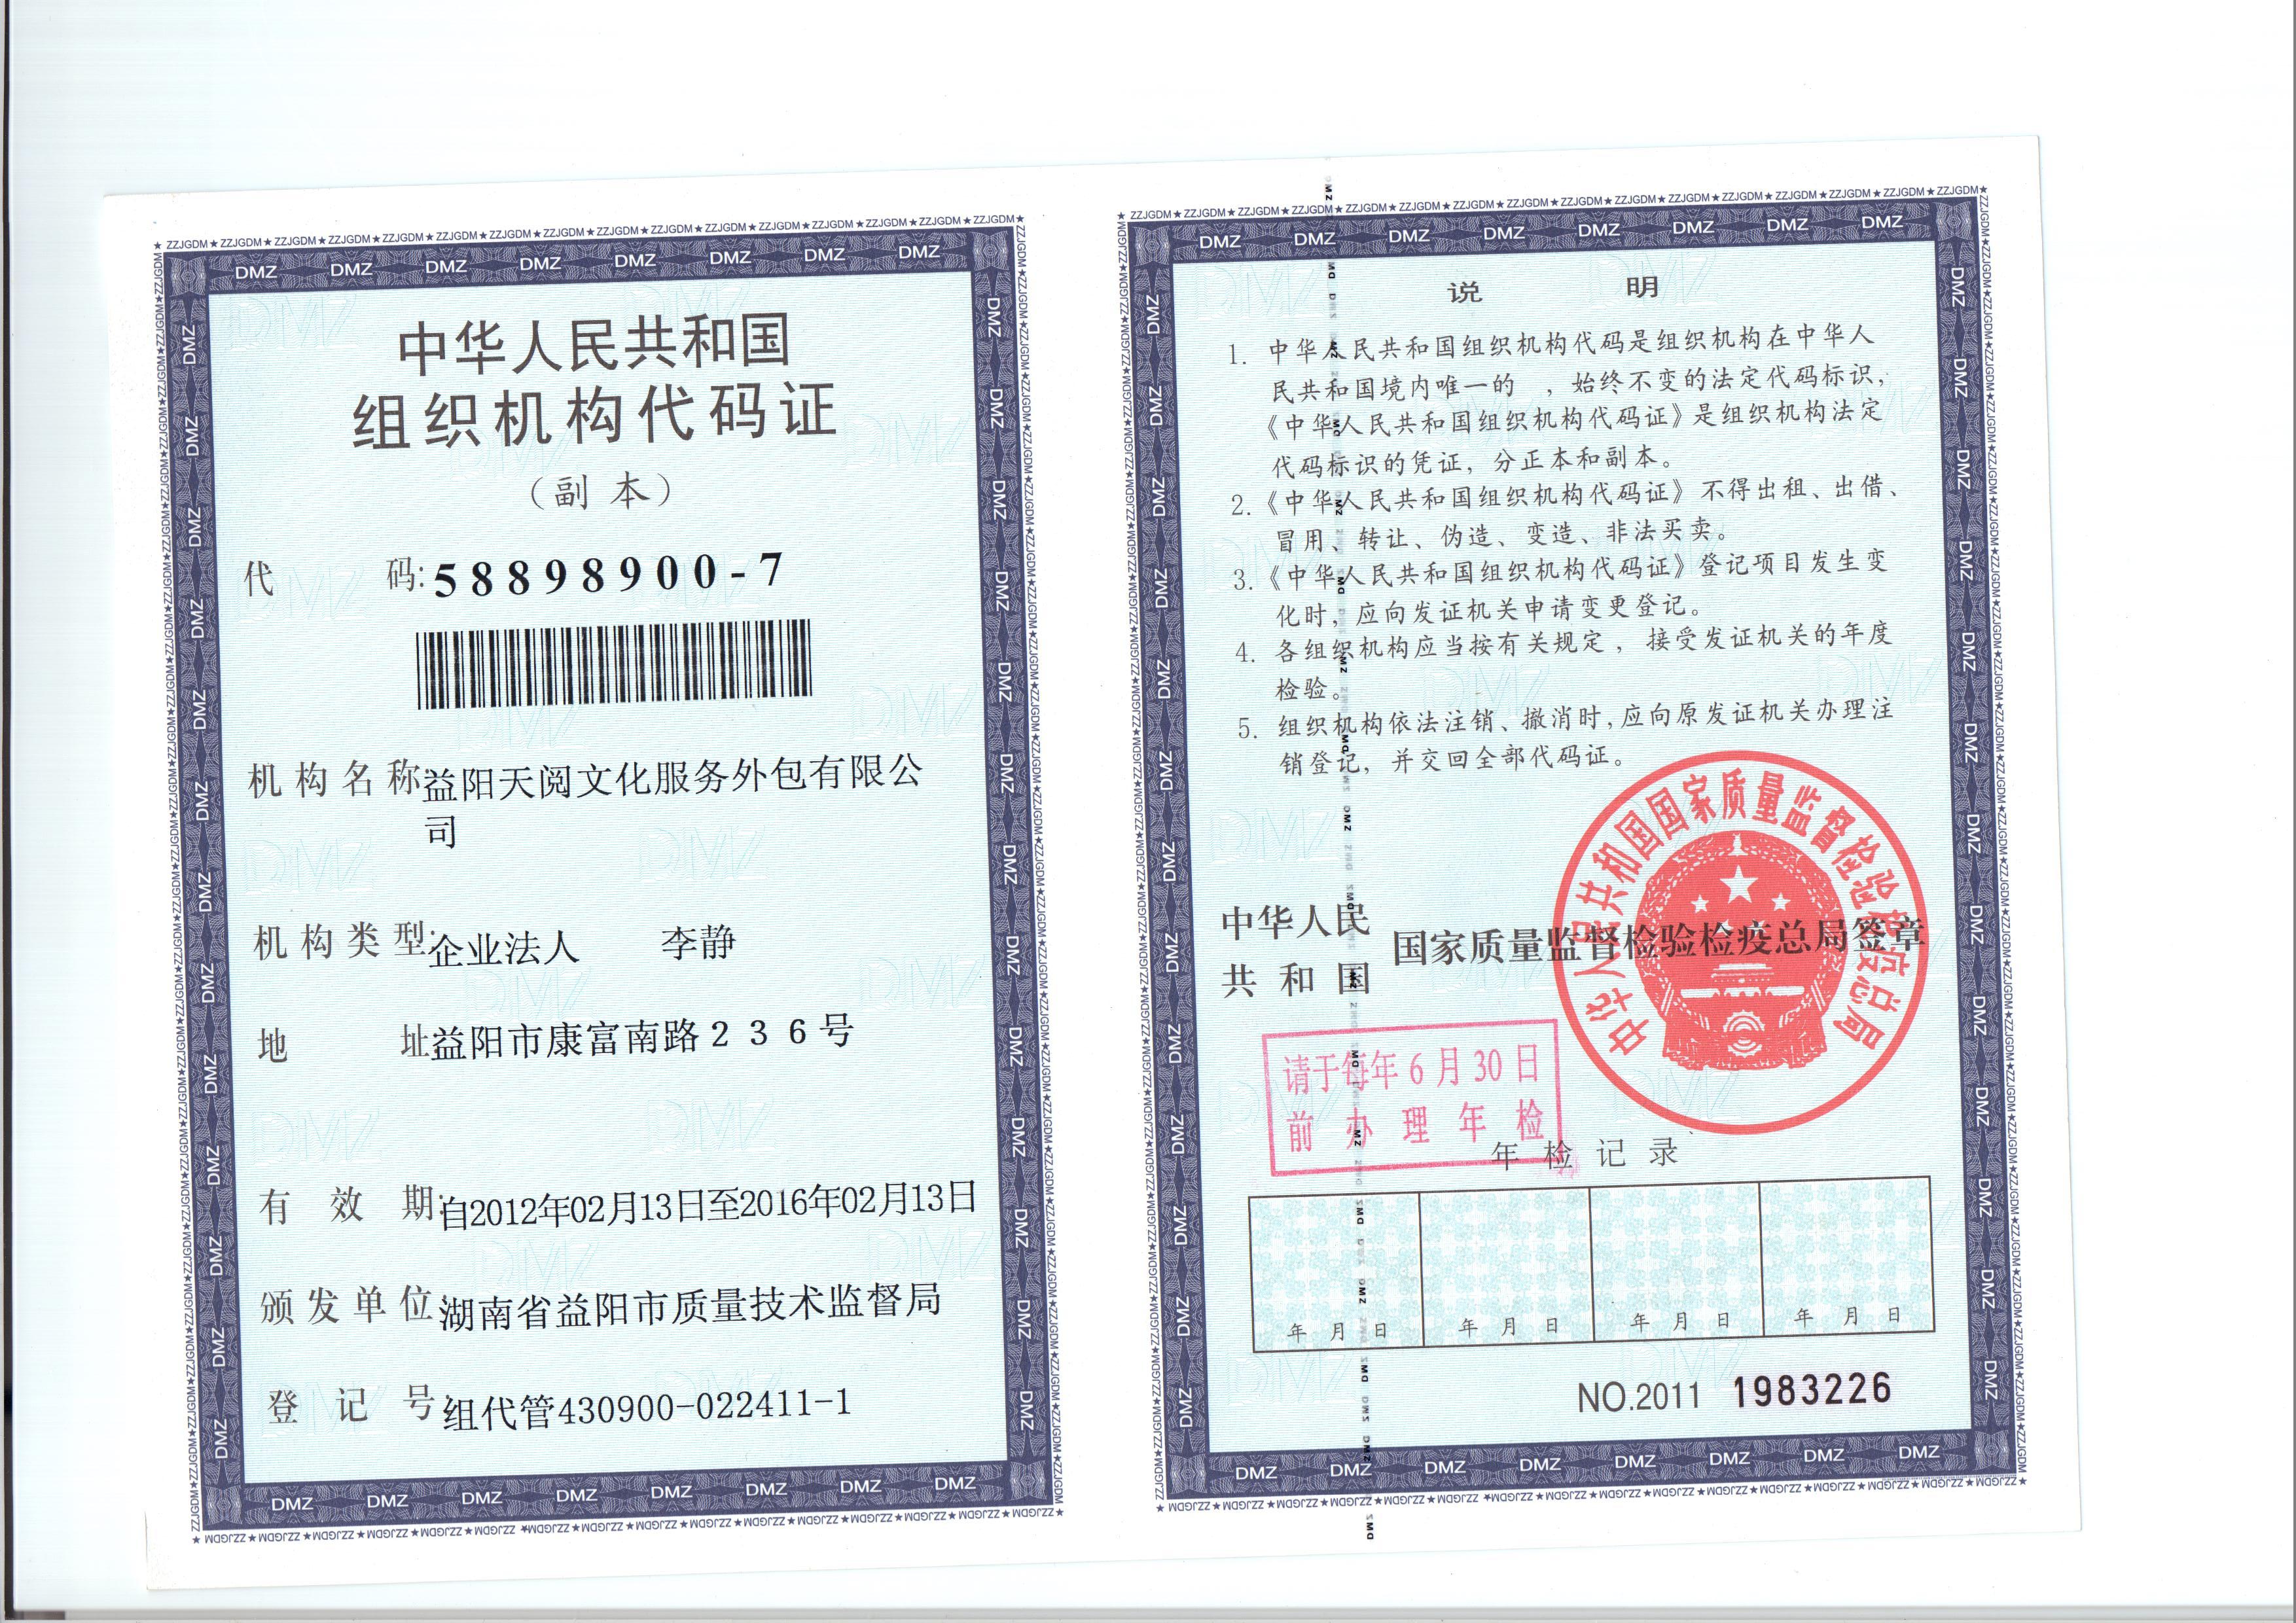 中华人民共和国
组织机构代码证
（副 本）
代 码: 58898900-7
机构名称 益阳天阅文化服务外包有限公
司
机构类型: 企业法人 李静
地 址 益阳市康富南路236号
有 效 期: 自2012年02月13日至2016年02月13日
颁发单位 湖南省益阳市质量技术监督局
登 记 号 组代管430900-022411-1
说 明
1. 中华人民共和国组织机构代码是组织机构在中华人
民共和国境内唯一的 ，始终不变的法定代码标识，
《中华人民共和国组织机构代码证》是组织机构法定
代码标识的凭证，分正本和副本。
2.《中华人民共和国组织机构代码证》不得出租、出借、
冒用、转让、伪造、变造、非法买卖。
3.《中华人民共和国组织机构代码证》登记项目发生变
化时，应向发证机关申请变更登记。
4. 各组织机构应当按有关规定，接受发证机关的年度
检验。
5. 组织机构依法注销、撤消时,应向原发证机关办理注
销登记，并交回全部代码证。
中华人民
共 和 国 国家质量监督检验检疫总局签章
中华人民共和国国家质量监督检验检疫总局
请于每年6月30日
前办理年检
年检记录
年 月 日 年 月 日 年 月 日 年 月 日
NO.2011 1983226